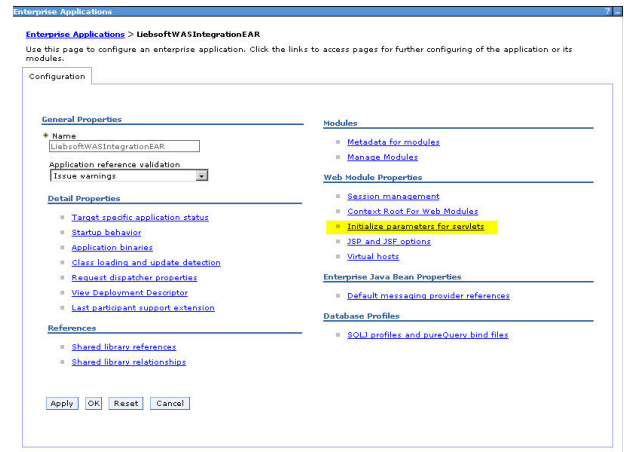 Enterprise Applications ? _
Enterprise Applications > LiebsoftWASIntegrationEAR
Use this page to configure an enterprise application. Click the links to access pages for further configuring of the application or its
modules.
Configuration
General Properties
* Name
LiebsoftWASIntegrationEAR
Application reference validation
Issue warnings
Detail Properties
Target specific application status
Startup behavior
Application binaries
Class loading and update detection
Request dispatcher properties
View Deployment Descriptor
Last participant support extension
References
Shared library references
Shared library relationships
Modules
Metadata for modules
Manage Modules
Web Module Properties
Session management
Context Root For Web Modules
Initialize parameters for servlets
JSP and JSF options
Virtual hosts
Enterprise Java Bean Properties
Default messaging provider references
Database Profiles
SQLJ profiles and pureQuery bind files
Apply OK Reset Cancel